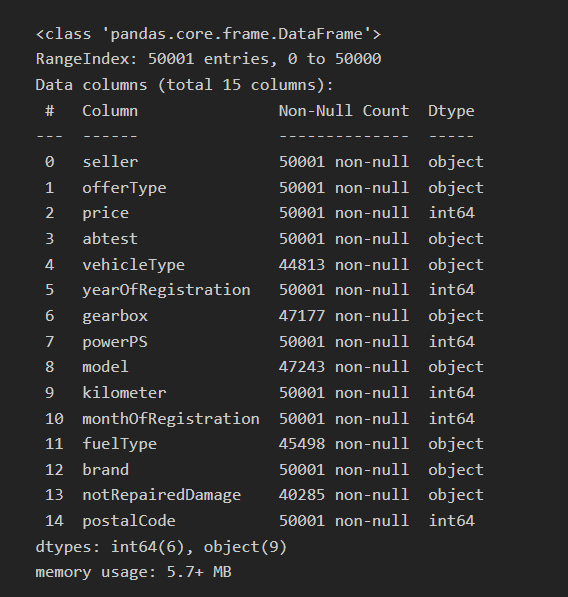 <class 'pandas.core.frame.DataFrame'>
RangeIndex: 50001 entries, 0 to 50000
Data columns (total 15 columns):
 #   Column               Non-Null Count  Dtype
---  ------               --------------  -----
 0   seller               50001 non-null  object
 1   offerType            50001 non-null  object
 2   price                50001 non-null  int64
 3   abtest               50001 non-null  object
 4   vehicleType          44813 non-null  object
 5   yearOfRegistration   50001 non-null  int64
 6   gearbox              47177 non-null  object
 7   powerPS              50001 non-null  int64
 8   model                47243 non-null  object
 9   kilometer            50001 non-null  int64
 10  monthOfRegistration  50001 non-null  int64
 11  fuelType             45498 non-null  object
 12  brand                50001 non-null  object
 13  notRepairedDamage    40285 non-null  object
 14  postalCode           50001 non-null  int64
dtypes: int64(6), object(9)
memory usage: 5.7+ MB